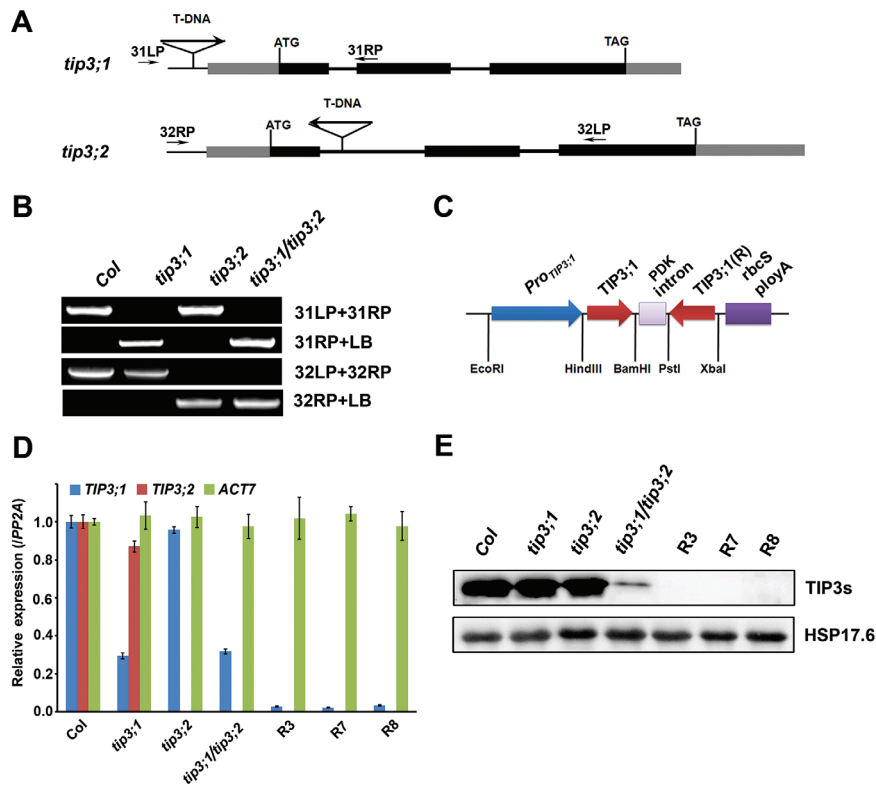 A
T-DNA
31LP
ATG
31RP
TAG
tip3;1
T-DNA
32RP
ATG
32LP
TAG
tip3;2
B
Col
tip3;1
tip3;2
tip3;1/tip3;2
31LP+31RP
31RP+LB
32LP+32RP
32RP+LB
C
ProTIP3;1
TIP3;1
PDK
intron
TIP3;1(R)
rbcS
ployA
EcoRI
HindIII
BamHI
PstI
XbaI
D
TIP3;1
TIP3;2
ACT7
Relative expression (/PP2A)
1.0
0.8
0.6
0.4
0.2
0.0
Col
tip3;1
tip3;2
tip3;1/tip3;2
R3
R7
R8
E
Col
tip3;1
tip3;2
tip3;1/tip3;2
R3
R7
R8
TIP3s
HSP17.6